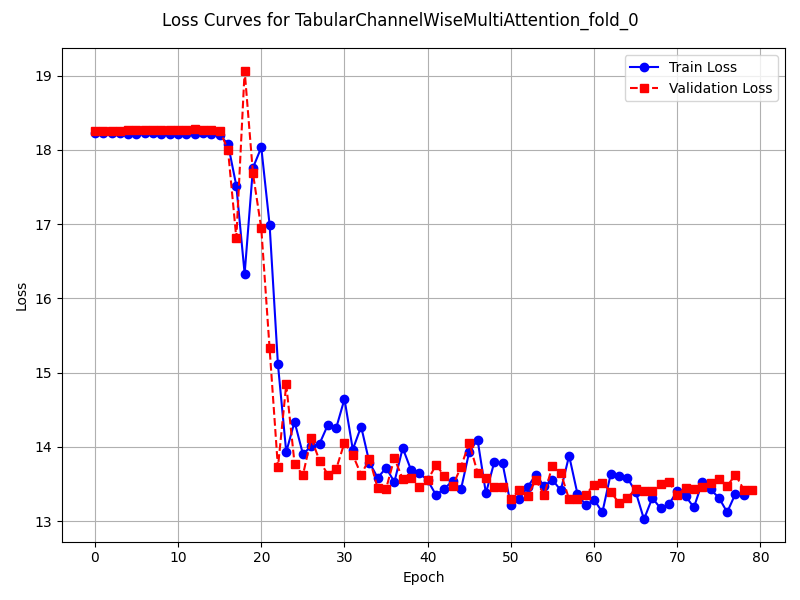 Loss Curves for TabularChannelWiseMultiAttention_fold_0
Train Loss
Validation Loss
19
18
17
16
15
14
13
Loss
0 10 20 30 40 50 60 70 80
Epoch